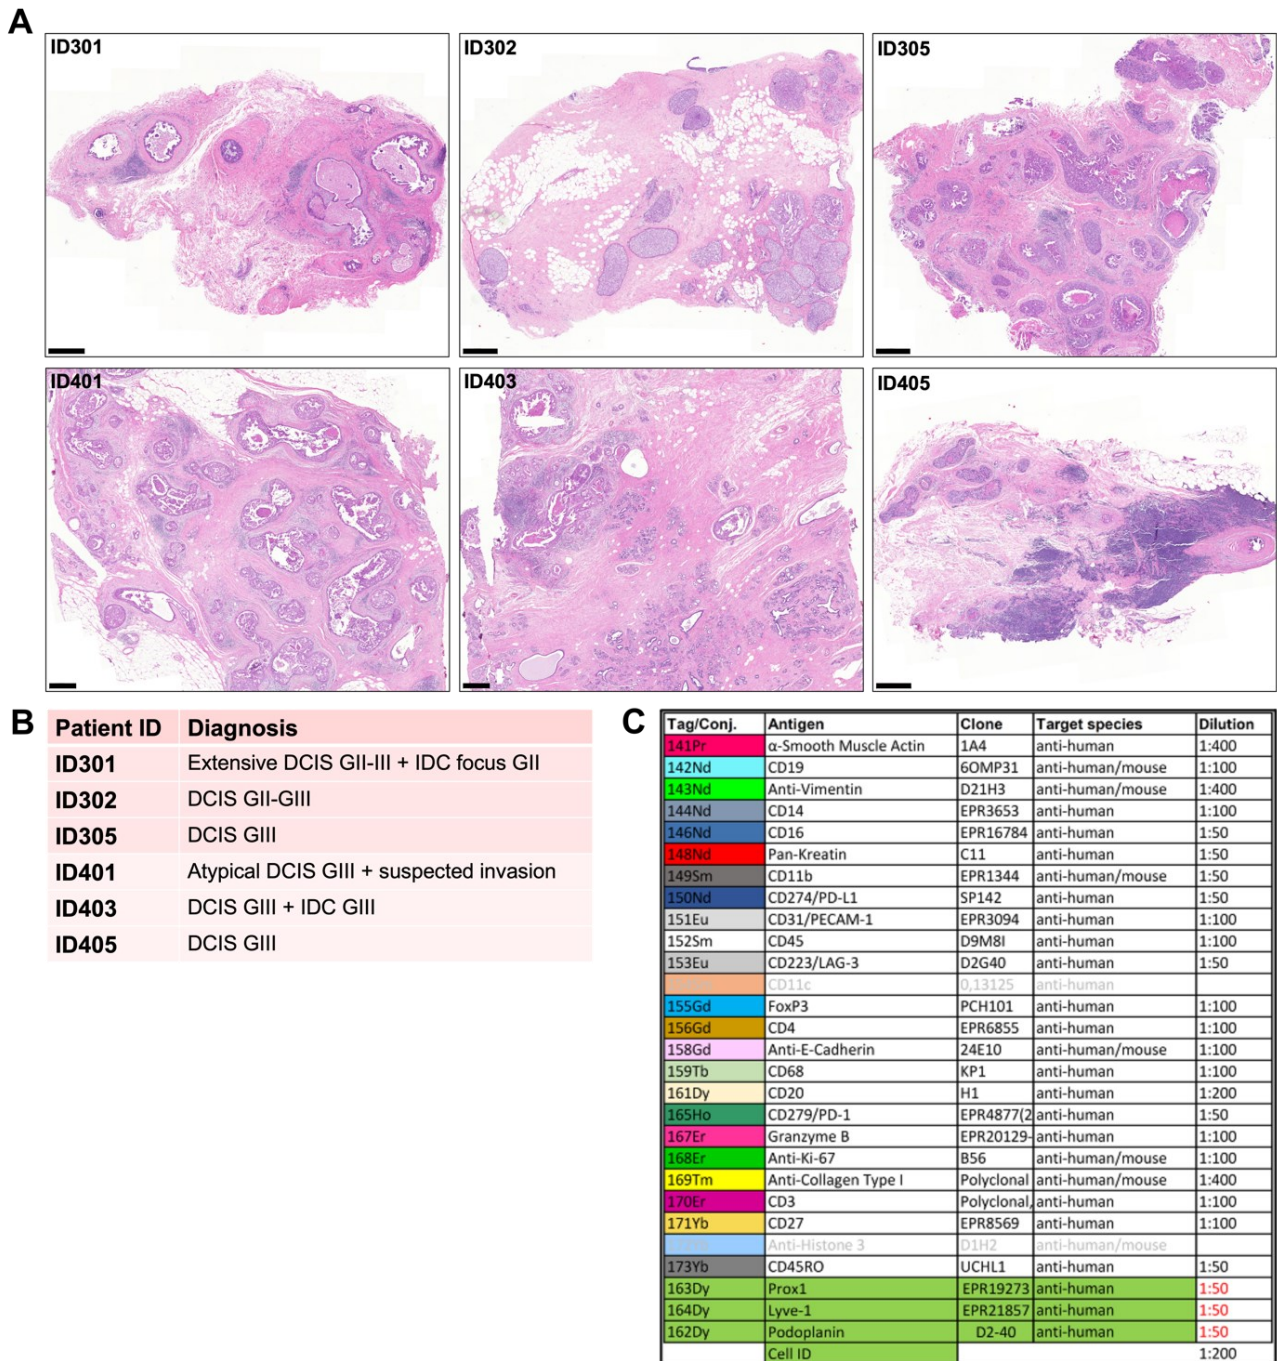 A
ID301
ID302
ID305
ID401
ID403
ID405
B
Patient ID Diagnosis
ID301 Extensive DCIS GII-III + IDC focus GII
ID302 DCIS GII-GIII
ID305 DCIS GIII
ID401 Atypical DCIS GIII + suspected invasion
ID403 DCIS GIII + IDC GIII
ID405 DCIS GIII
C
Tag/Conj. Antigen Clone Target species Dilution
141Pr α-Smooth Muscle Actin 1A4 anti-human 1:400
142Nd CD19 6OMP31 anti-human/mouse 1:100
143Nd Anti-Vimentin D21H3 anti-human/mouse 1:400
144Nd CD14 EPR3653 anti-human 1:100
146Nd CD16 EPR16784 anti-human 1:50
148Nd Pan-Kreatin C11 anti-human 1:50
149Sm CD11b EPR1344 anti-human/mouse 1:50
150Nd CD274/PD-L1 SP142 anti-human 1:50
151Eu CD31/PECAM-1 EPR3094 anti-human 1:100
152Sm CD45 D9M8I anti-human 1:100
153Eu CD223/LAG-3 D2G40 anti-human 1:50
CD11c 0,13125 anti-human
155Gd FoxP3 PCH101 anti-human 1:100
156Gd CD4 EPR6855 anti-human 1:100
158Gd Anti-E-Cadherin 24E10 anti-human/mouse 1:100
159Tb CD68 KP1 anti-human 1:100
161Dy CD20 H1 anti-human 1:200
165Ho CD279/PD-1 EPR4877(2 anti-human 1:50
167Er Granzyme B EPR20129- anti-human 1:100
168Er Anti-Ki-67 B56 anti-human/mouse 1:100
169Tm Anti-Collagen Type I Polyclonal anti-human/mouse 1:400
170Er CD3 Polyclonal, anti-human 1:100
171Yb CD27 EPR8569 anti-human 1:100
Anti-Histone 3 D1H2 anti-human/mouse
173Yb CD45RO UCHL1 anti-human 1:50
163Dy Prox1 EPR19273 anti-human 1:50
164Dy Lyve-1 EPR21857 anti-human 1:50
162Dy Podoplanin D2-40 anti-human 1:50
Cell ID 1:200